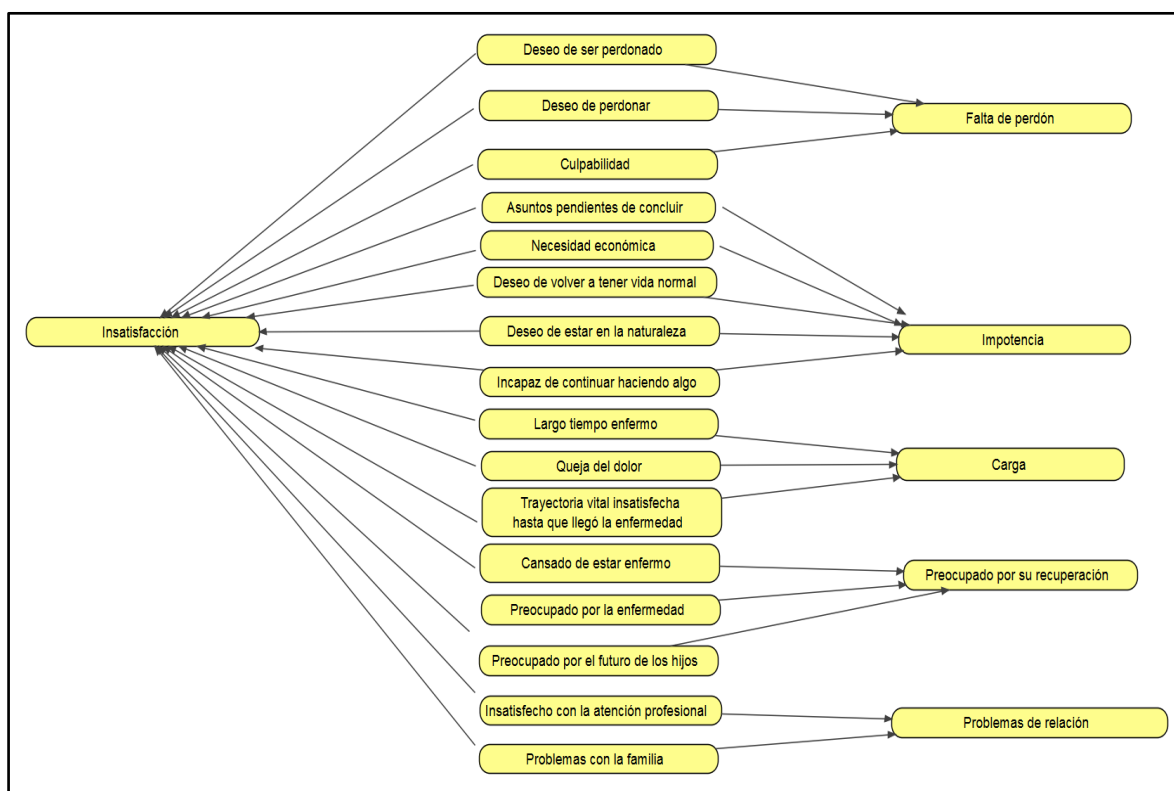 Deseo de ser perdonado
Deseo de perdonar
Falta de perdón
Culpabilidad
Asuntos pendientes de concluir
Necesidad económica
Deseo de volver a tener vida normal
Insatisfacción
Deseo de estar en la naturaleza
Impotencia
Incapaz de continuar haciendo algo
Largo tiempo enfermo
Queja del dolor
Carga
Trayectoria vital insatisfecha
hasta que llegó la enfermedad
Cansado de estar enfermo
Preocupado por su recuperación
Preocupado por la enfermedad
Preocupado por el futuro de los hijos
Insatisfecho con la atención profesional
Problemas de relación
Problemas con la familia